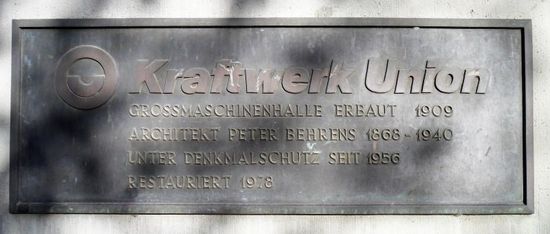 Kraftwerk Union
GROSSMASCHINENHALLE ERBAUT 1909
ARCHITEKT PETER BEHRENS 1868-1940
UNTER DENKMALSCHUTZ SEIT 1956
RESTAURIERT 1978